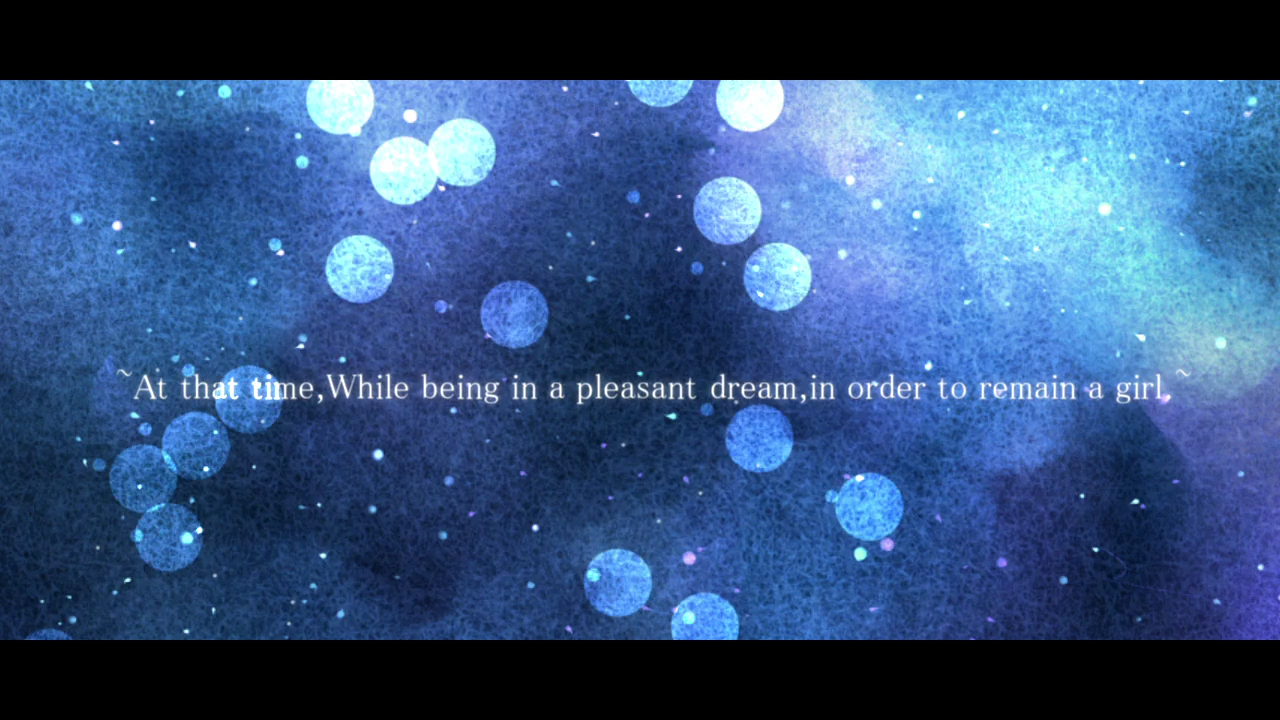 ~At that time,While being in a pleasant dream,in order to remain a girl,~